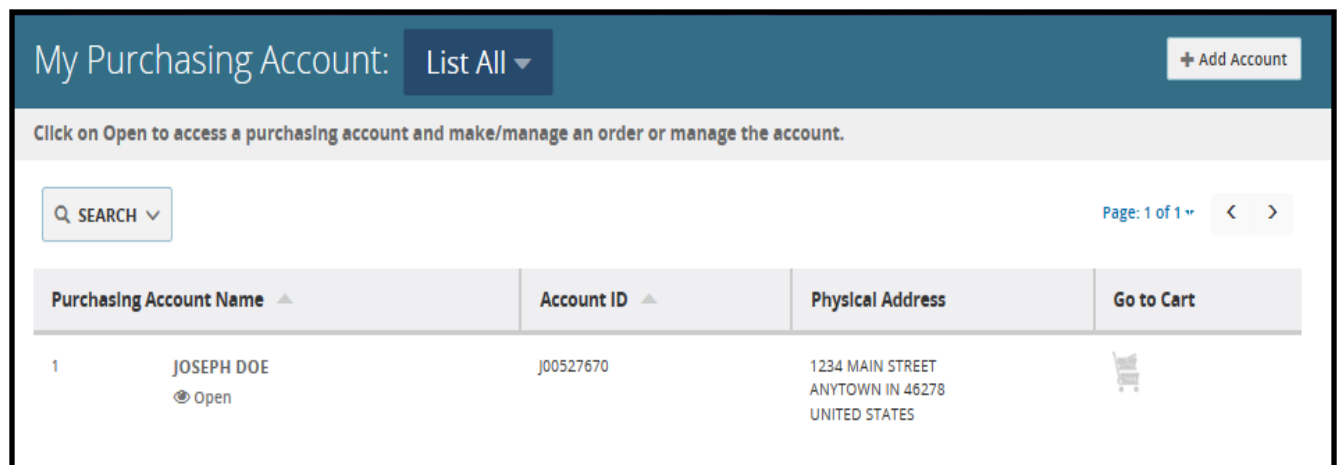 My Purchasing Account: List All
+ Add Account
Click on Open to access a purchasing account and make/manage an order or manage the account.
SEARCH
Page: 1 of 1
Purchasing Account Name Account ID Physical Address Go to Cart
1 JOSEPH DOE J00527670 1234 MAIN STREET
Open ANYTOWN IN 46278
UNITED STATES